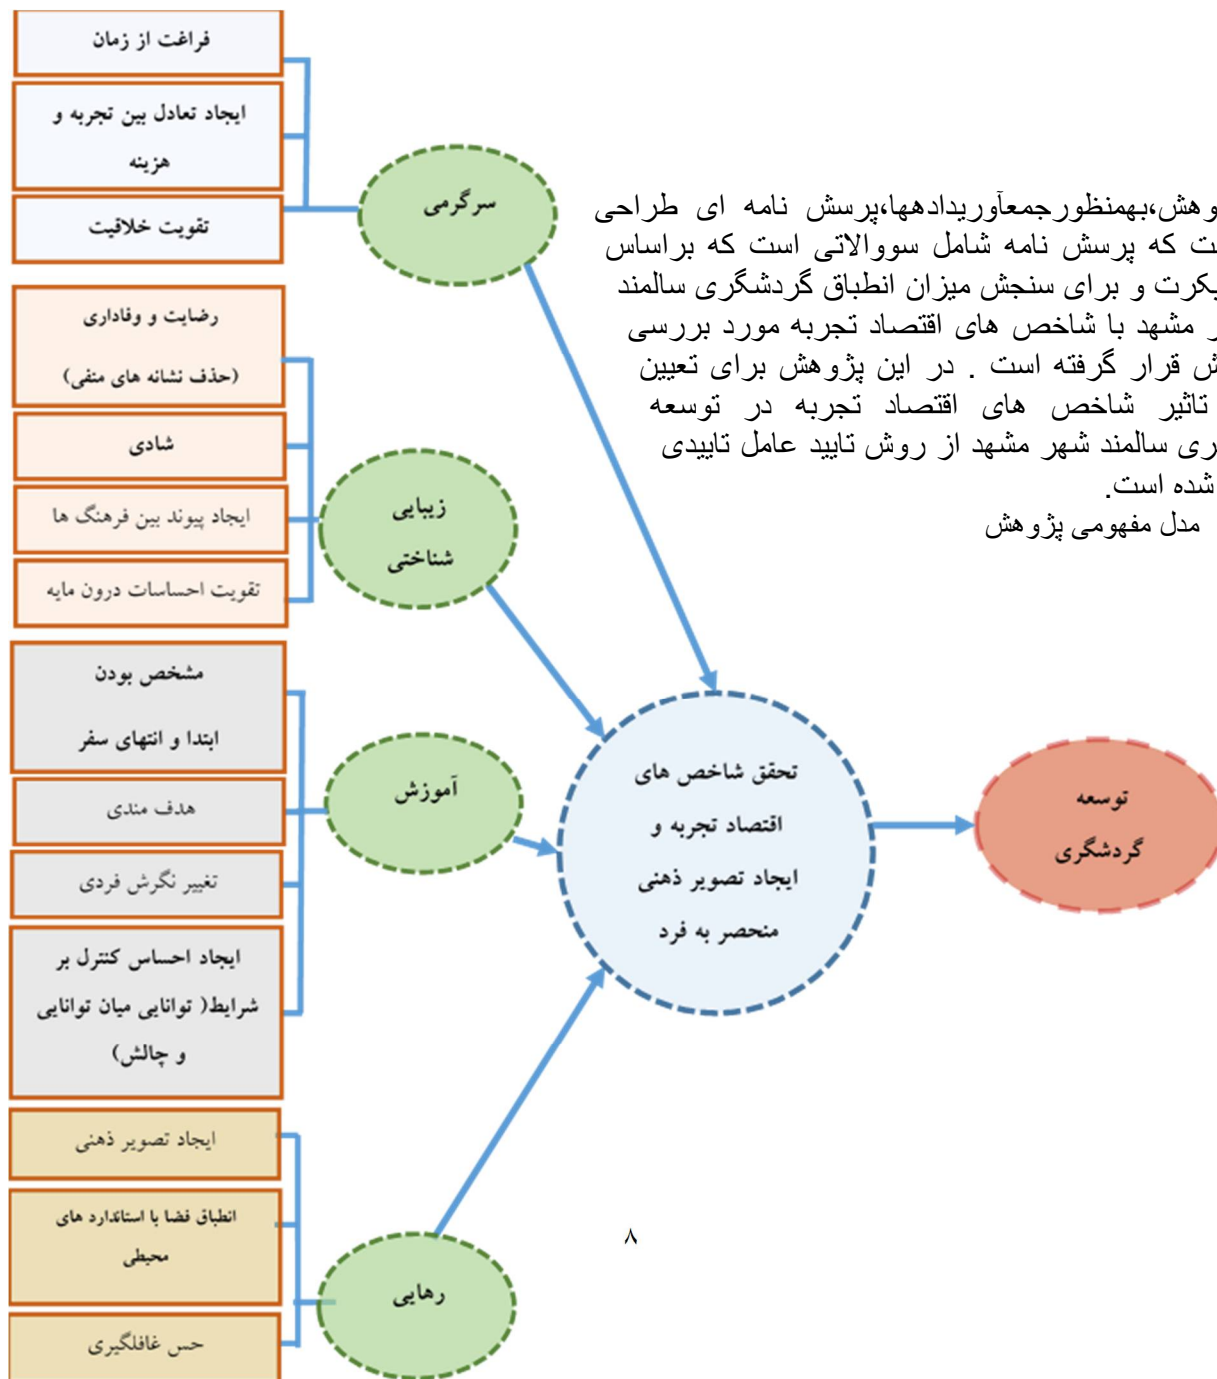 فراغت از زمان
ایجاد تعادل بین تجربه و
هزینه
تقویت خلاقیت
سرگرمی
رضایت و وفاداری
(حذف نشانه های منفی)
شادی
ایجاد پیوند بین فرهنگ ها
تقویت احساسات درون مایه
زیبایی
شناختی
مشخص بودن
ابتدا و انتهای سفر
هدف مندی
تغییر نگرش فردی
ایجاد احساس کنترل بر
شرایط( توانایی میان توانایی
و چالش)
آموزش
ایجاد تصویر ذهنی
انطباق فضا با استاندارد های
محیطی
حس غافلگیری
رهایی
تحقق شاخص های
اقتصاد تجربه و
ایجاد تصویر ذهنی
منحصر به فرد
توسعه
گردشگری
وهش،بهمنظورجمعآوریدادهها،پرسش نامه ای طراحی
ت که پرسش نامه شامل سووالاتی است که براساس
یکرت و برای سنجش میزان انطباق گردشگری سالمند
ر مشهد با شاخص های اقتصاد تجربه مورد بررسی
ش قرار گرفته است . در این پژوهش برای تعیین
تاثیر شاخص های اقتصاد تجربه در توسعه
ری سالمند شهر مشهد از روش تایید عامل تاییدی
شده است.
مدل مفهومی پژوهش
۸